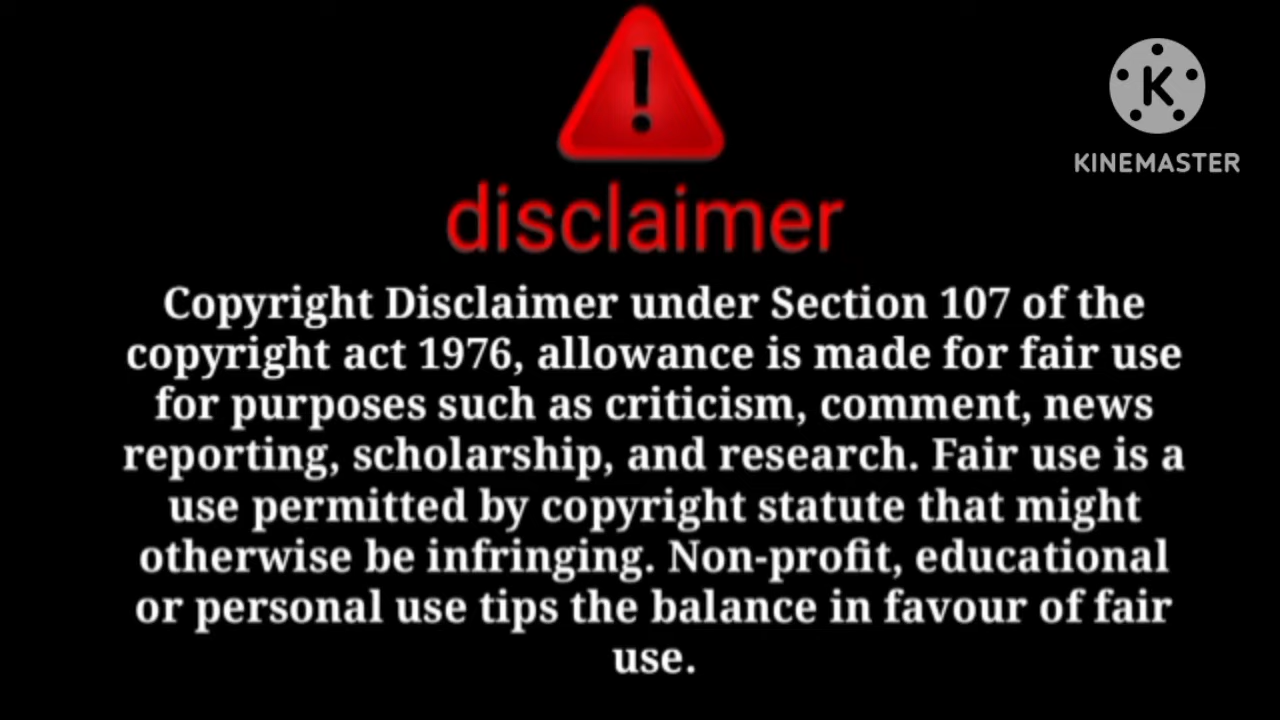 !
K
KINEMASTER
disclaimer
Copyright Disclaimer under Section 107 of the
copyright act 1976, allowance is made for fair use
for purposes such as criticism, comment, news
reporting, scholarship, and research. Fair use is a
use permitted by copyright statute that might
otherwise be infringing. Non-profit, educational
or personal use tips the balance in favour of fair
use.